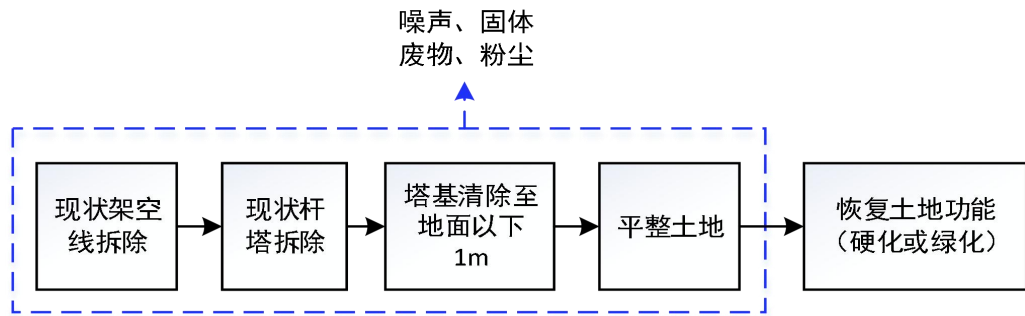 噪声、固体
废物、粉尘
现状架空
线拆除
现状杆
塔拆除
塔基清除至
地面以下
1m
平整土地
恢复土地功能
（硬化或绿化）